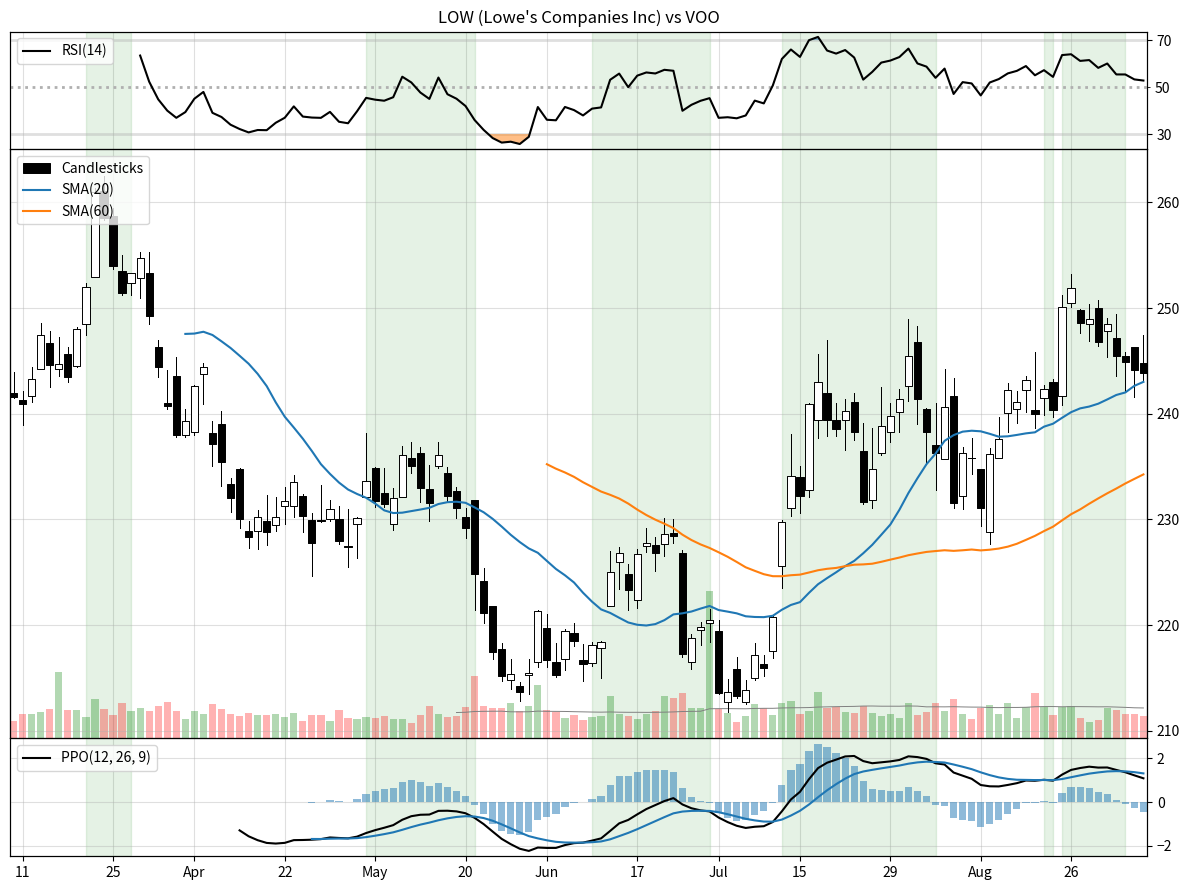 LOW (Lowe's Companies Inc) vs VOO
RSI(14)
70
50
30
Candlesticks
SMA(20)
SMA(60)
260
250
240
230
220
210
PPO(12, 26, 9)
2
0
−2
11 25 Apr 22 May 20 Jun 17 Jul 15 29 Aug 26